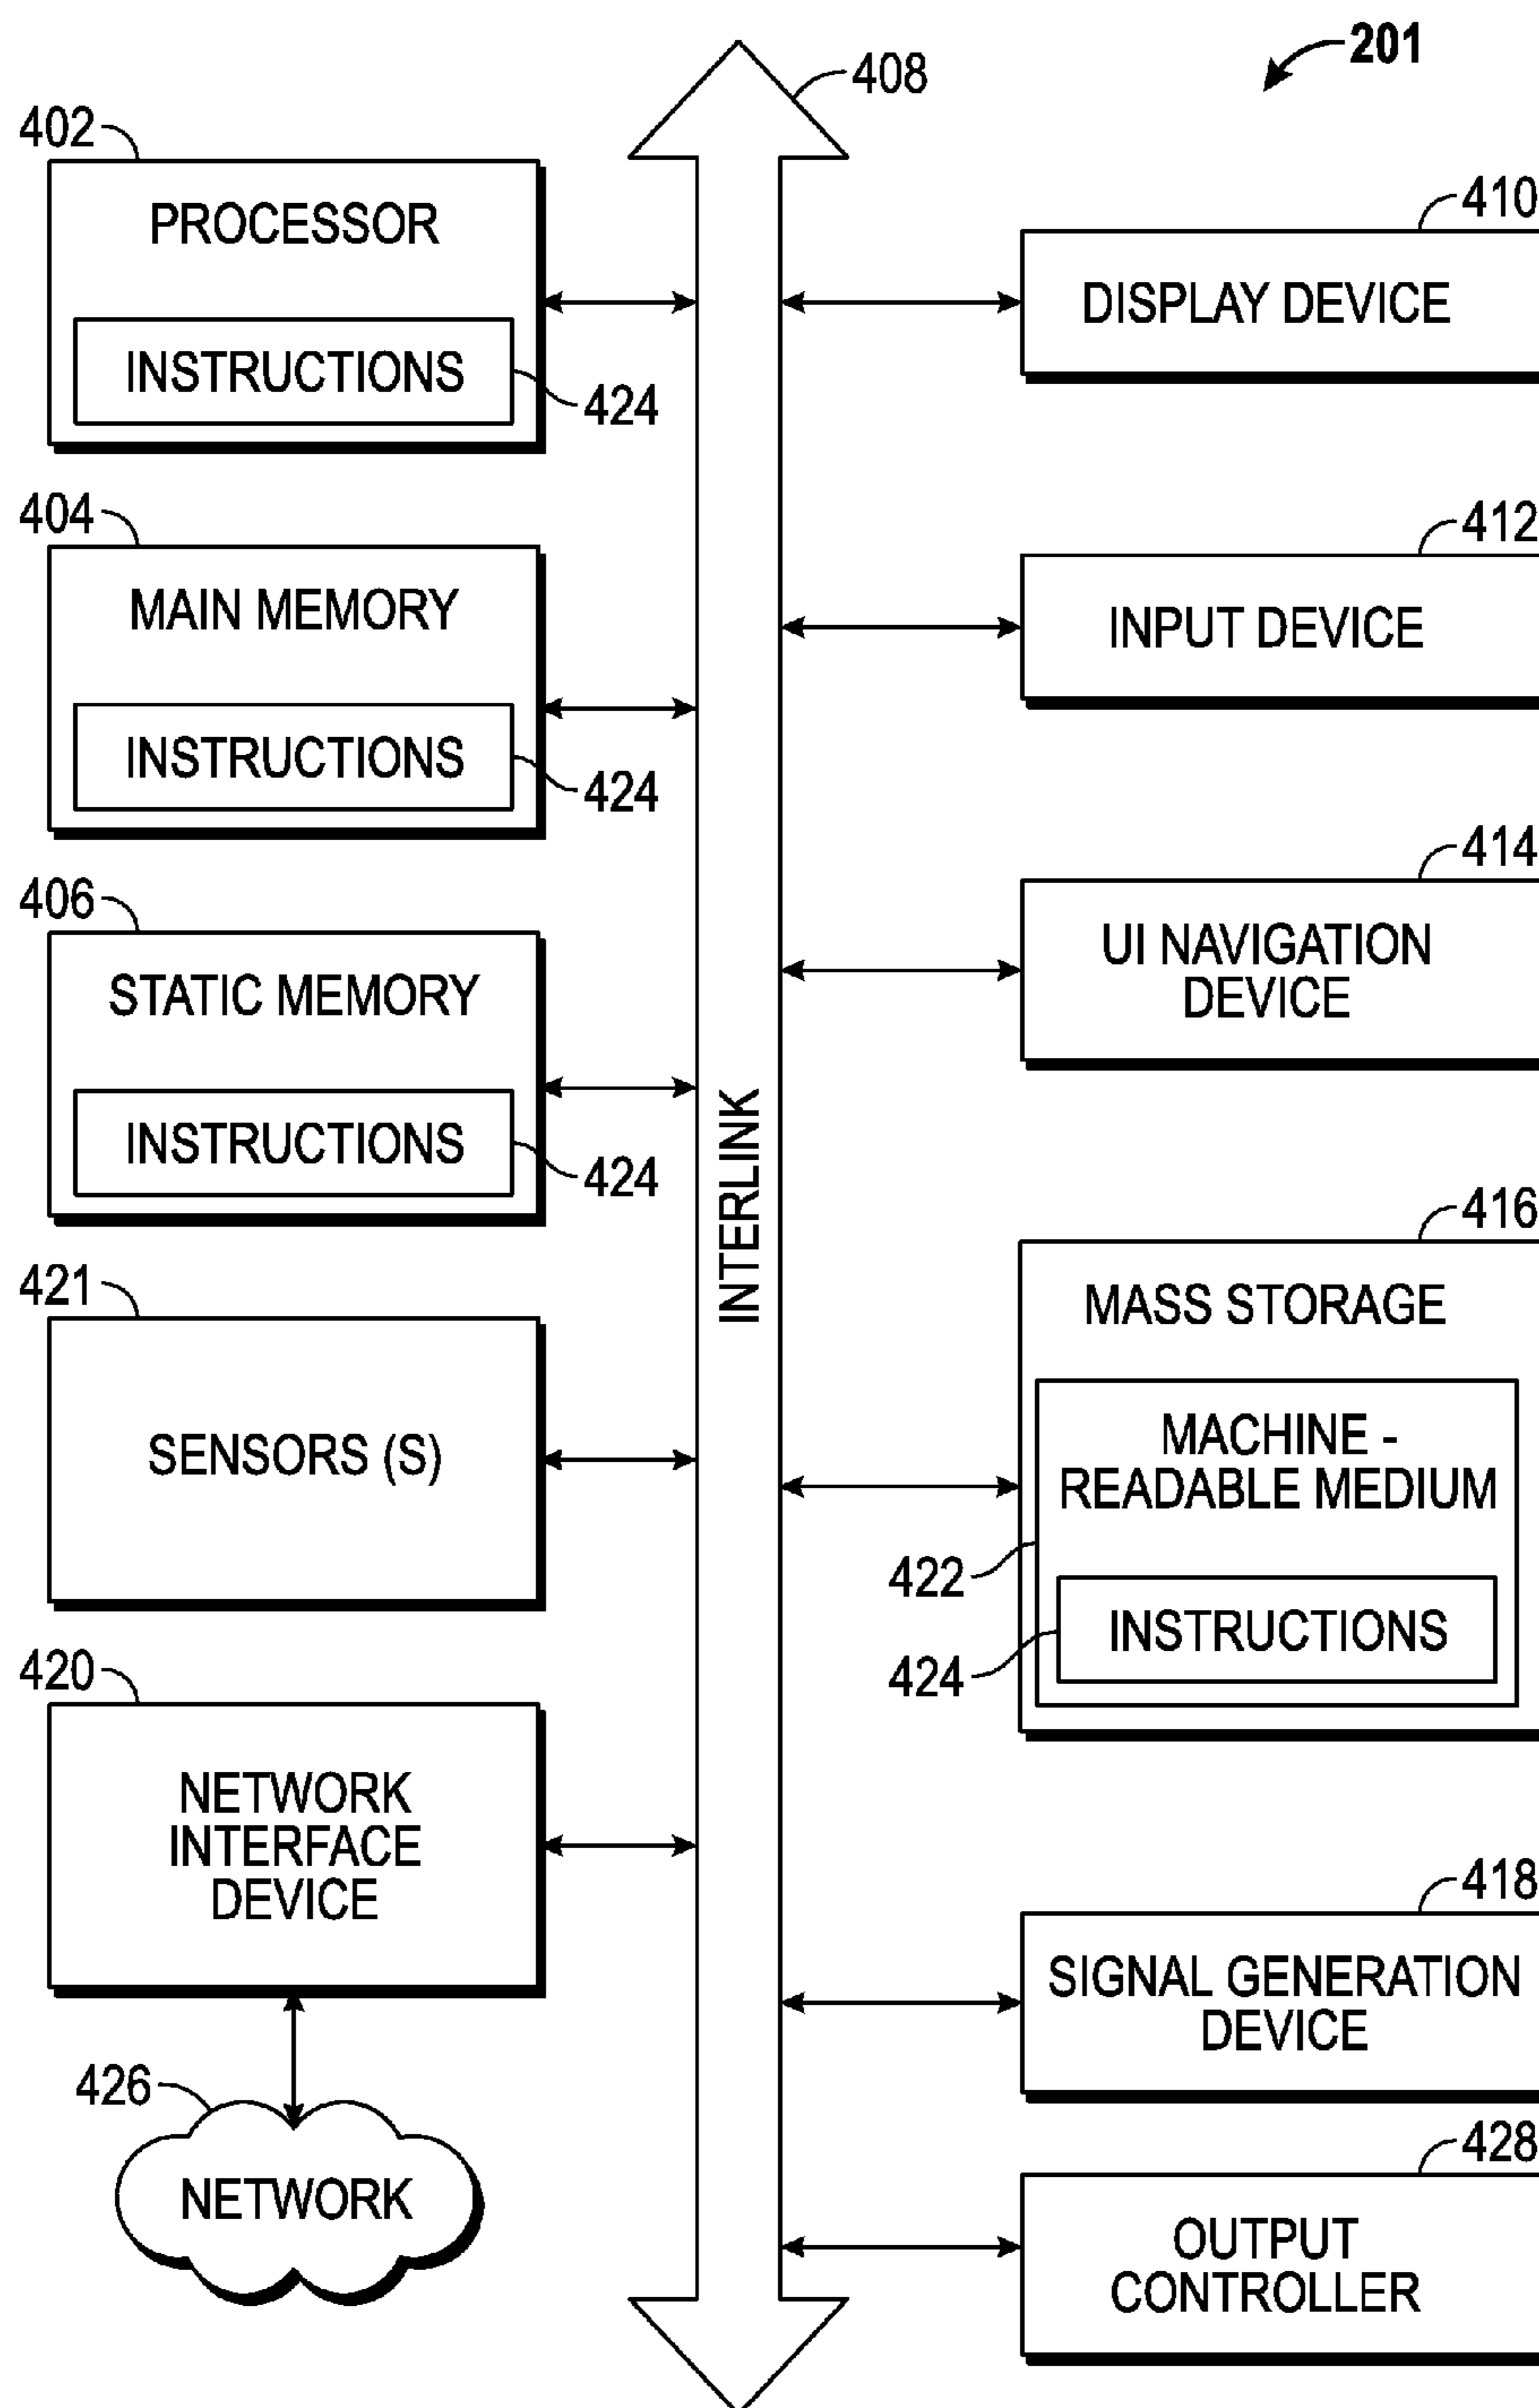 201
408
402
PROCESSOR
INSTRUCTIONS
424
404
MAIN MEMORY
INSTRUCTIONS
424
406
STATIC MEMORY
INSTRUCTIONS
424
421
SENSORS (S)
420
NETWORK
INTERFACE
DEVICE
426
NETWORK
INTERLINK
410
DISPLAY DEVICE
412
INPUT DEVICE
414
UI NAVIGATION
DEVICE
416
MASS STORAGE
MACHINE -
READABLE MEDIUM
422
INSTRUCTIONS
424
418
SIGNAL GENERATION
DEVICE
428
OUTPUT
CONTROLLER